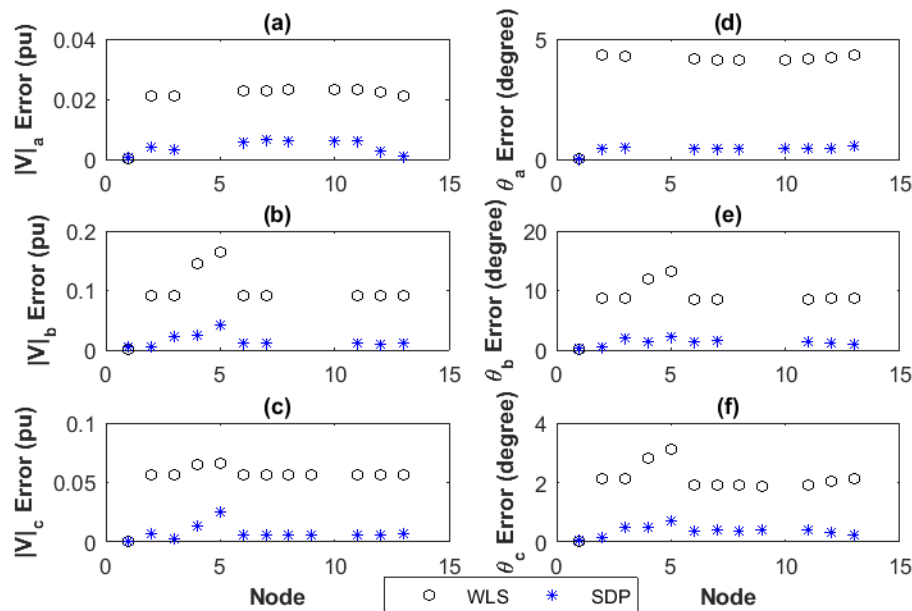 (a)
|V|a Error (pu)
0.04
0.02
0
0 5 10 15
(d)
θa Error (degree)
5
0
0 5 10 15
(b)
|V|b Error (pu)
0.2
0.1
0
0 5 10 15
(e)
θb Error (degree)
20
10
0
0 5 10 15
(c)
|V|c Error (pu)
0.1
0.05
0
0 5 10 15
Node
(f)
θc Error (degree)
4
2
0
0 5 10 15
Node
WLS SDP